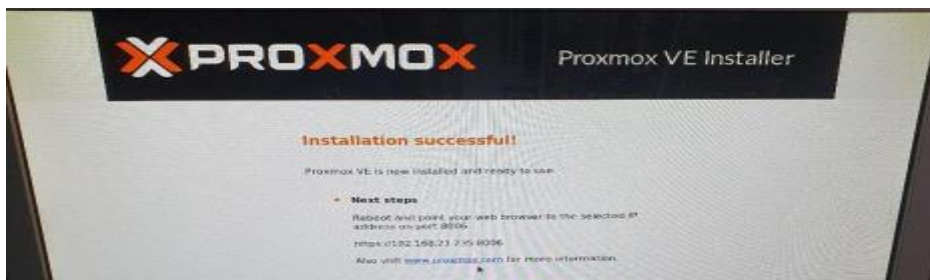 PROXMOX
Proxmox VE Installer
Installation successful!
Proxmox VE is now installed and ready to use
Next steps
Reboot and point your web browser to the selected IP
address on port 8006
Also visit www.proxmox.com for more information